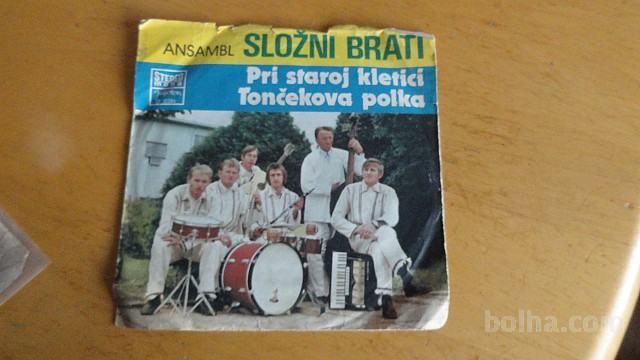 ANSAMBL SLOŽNI BRATI
Pri staroj kletici
Tončekova polka
STEREO
bolha.com